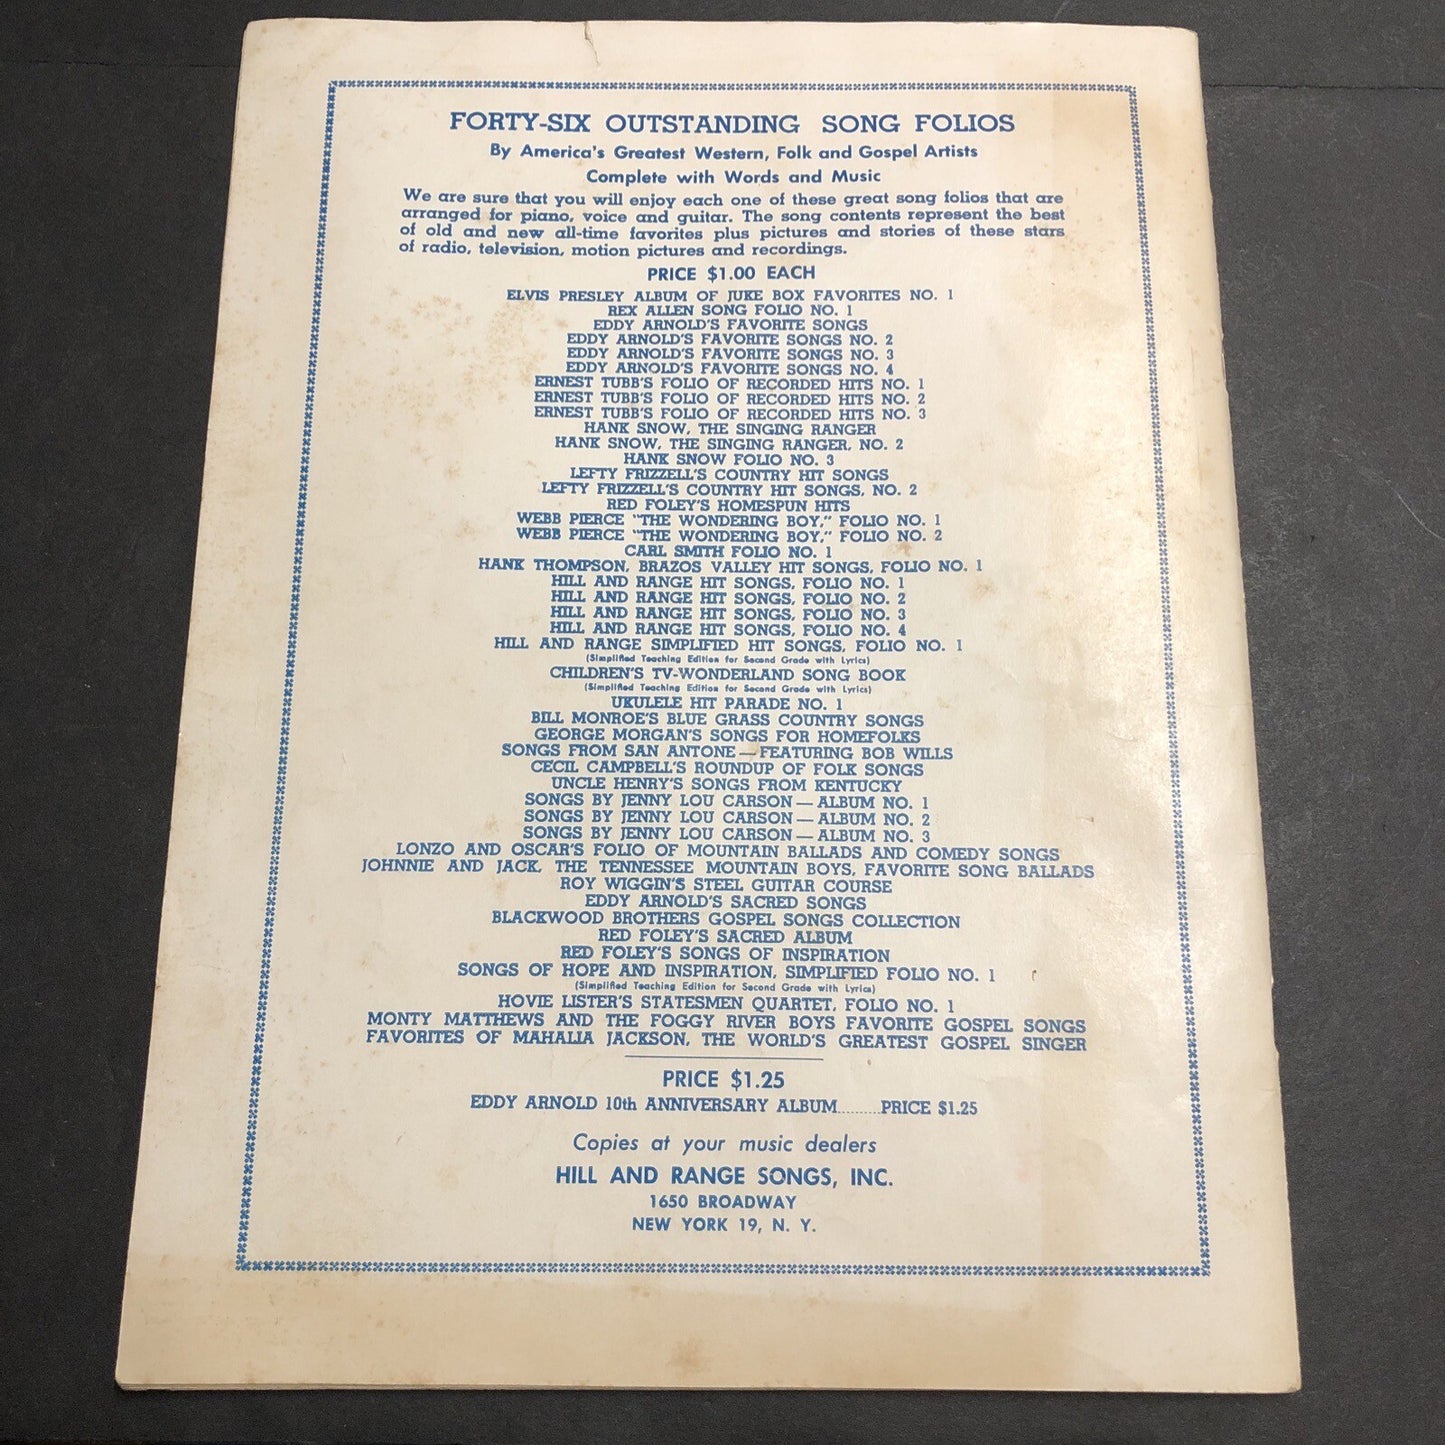 FORTY-SIX OUTSTANDING SONG FOLIOS
By America's Greatest Western, Folk and Gospel Artists
Complete with Words and Music
We are sure that you will enjoy each one of these great song folios that are
arranged for piano, voice and guitar. The song contents represent the best
of old and new all-time favorites plus pictures and stories of these stars
of radio, television, motion pictures and recordings.
PRICE $1.00 EACH
ELVIS PRESLEY ALBUM OF JUKE BOX FAVORITES NO. 1
REX ALLEN SONG FOLIO NO. 1
EDDY ARNOLD'S FAVORITE SONGS
EDDY ARNOLD'S FAVORITE SONGS NO. 2
EDDY ARNOLD'S FAVORITE SONGS NO. 3
EDDY ARNOLD'S FAVORITE SONGS NO. 4
ERNEST TUBB'S FOLIO OF RECORDED HITS NO. 1
ERNEST TUBB'S FOLIO OF RECORDED HITS NO. 2
ERNEST TUBB'S FOLIO OF RECORDED HITS NO. 3
HANK SNOW, THE SINGING RANGER
HANK SNOW, THE SINGING RANGER, NO. 2
HANK SNOW FOLIO NO. 3
LEFTY FRIZZELL'S COUNTRY HIT SONGS
LEFTY FRIZZELL'S COUNTRY HIT SONGS, NO. 2
RED FOLEY'S HOMESPUN HITS
WEBB PIERCE "THE WONDERING BOY," FOLIO NO. 1
WEBB PIERCE "THE WONDERING BOY," FOLIO NO. 2
CARL SMITH FOLIO NO. 1
HANK THOMPSON, BRAZOS VALLEY HIT SONGS, FOLIO NO. 1
HILL AND RANGE HIT SONGS, FOLIO NO. 1
HILL AND RANGE HIT SONGS, FOLIO NO. 2
HILL AND RANGE HIT SONGS, FOLIO NO. 3
HILL AND RANGE HIT SONGS, FOLIO NO. 4
HILL AND RANGE SIMPLIFIED HIT SONGS, FOLIO NO. 1
(Simplified Teaching Edition for Second Grade with Lyrics)
CHILDREN'S TV-WONDERLAND SONG BOOK
(Simplified Teaching Edition for Second Grade with Lyrics)
UKULELE HIT PARADE NO. 1
BILL MONROE'S BLUE GRASS COUNTRY SONGS
GEORGE MORGAN'S SONGS FOR HOMEFOLKS
SONGS FROM SAN ANTONE — FEATURING BOB WILLS
CECIL CAMPBELL'S ROUNDUP OF FOLK SONGS
UNCLE HENRY'S SONGS FROM KENTUCKY
SONGS BY JENNY LOU CARSON — ALBUM NO. 1
SONGS BY JENNY LOU CARSON — ALBUM NO. 2
SONGS BY JENNY LOU CARSON — ALBUM NO. 3
LONZO AND OSCAR'S FOLIO OF MOUNTAIN BALLADS AND COMEDY SONGS
JOHNNIE AND JACK, THE TENNESSEE MOUNTAIN BOYS, FAVORITE SONG BALLADS
ROY WIGGIN'S STEEL GUITAR COURSE
EDDY ARNOLD'S SACRED SONGS
BLACKWOOD BROTHERS GOSPEL SONGS COLLECTION
RED FOLEY'S SACRED ALBUM
RED FOLEY'S SONGS OF INSPIRATION
SONGS OF HOPE AND INSPIRATION, SIMPLIFIED FOLIO NO. 1
(Simplified Teaching Edition for Second Grade with Lyrics)
HOVIE LISTER'S STATESMEN QUARTET, FOLIO NO. 1
MONTY MATTHEWS AND THE FOGGY RIVER BOYS FAVORITE GOSPEL SONGS
FAVORITES OF MAHALIA JACKSON, THE WORLD'S GREATEST GOSPEL SINGER
PRICE $1.25
EDDY ARNOLD 10th ANNIVERSARY ALBUM.........PRICE $1.25
Copies at your music dealers
HILL AND RANGE SONGS, INC.
1650 BROADWAY
NEW YORK 19, N. Y.